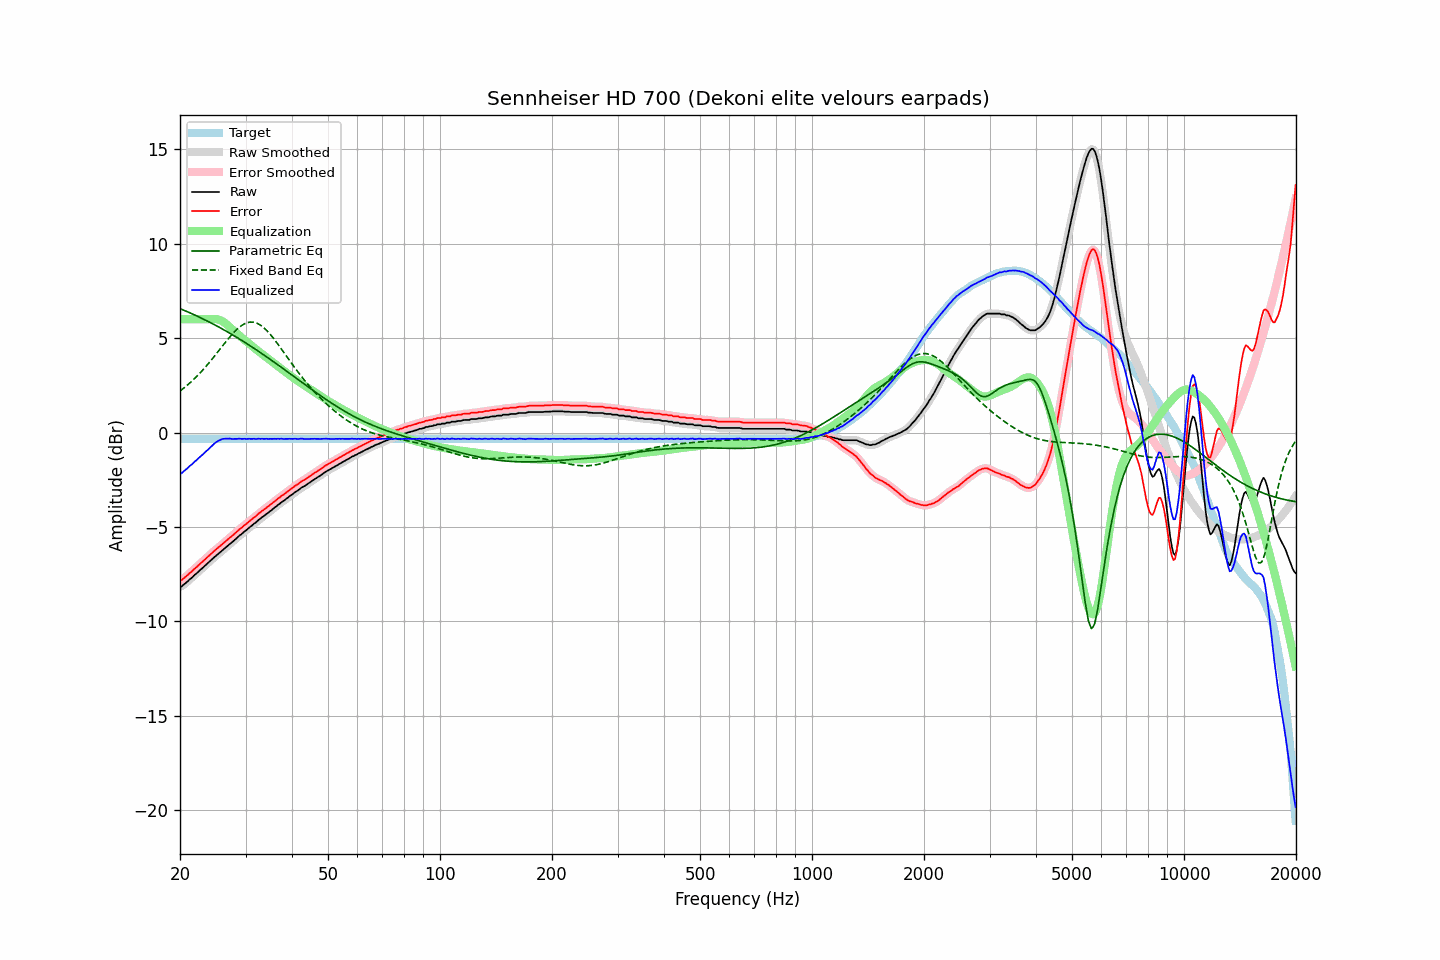 Sennheiser HD 700 (Dekoni elite velours earpads)
Target
Raw Smoothed
Error Smoothed
Raw
Error
Equalization
Parametric Eq
Fixed Band Eq
Equalized
15
10
5
0
−5
−10
−15
−20
Amplitude (dBr)
20
50
100
200
500
1000
2000
5000
10000
20000
Frequency (Hz)